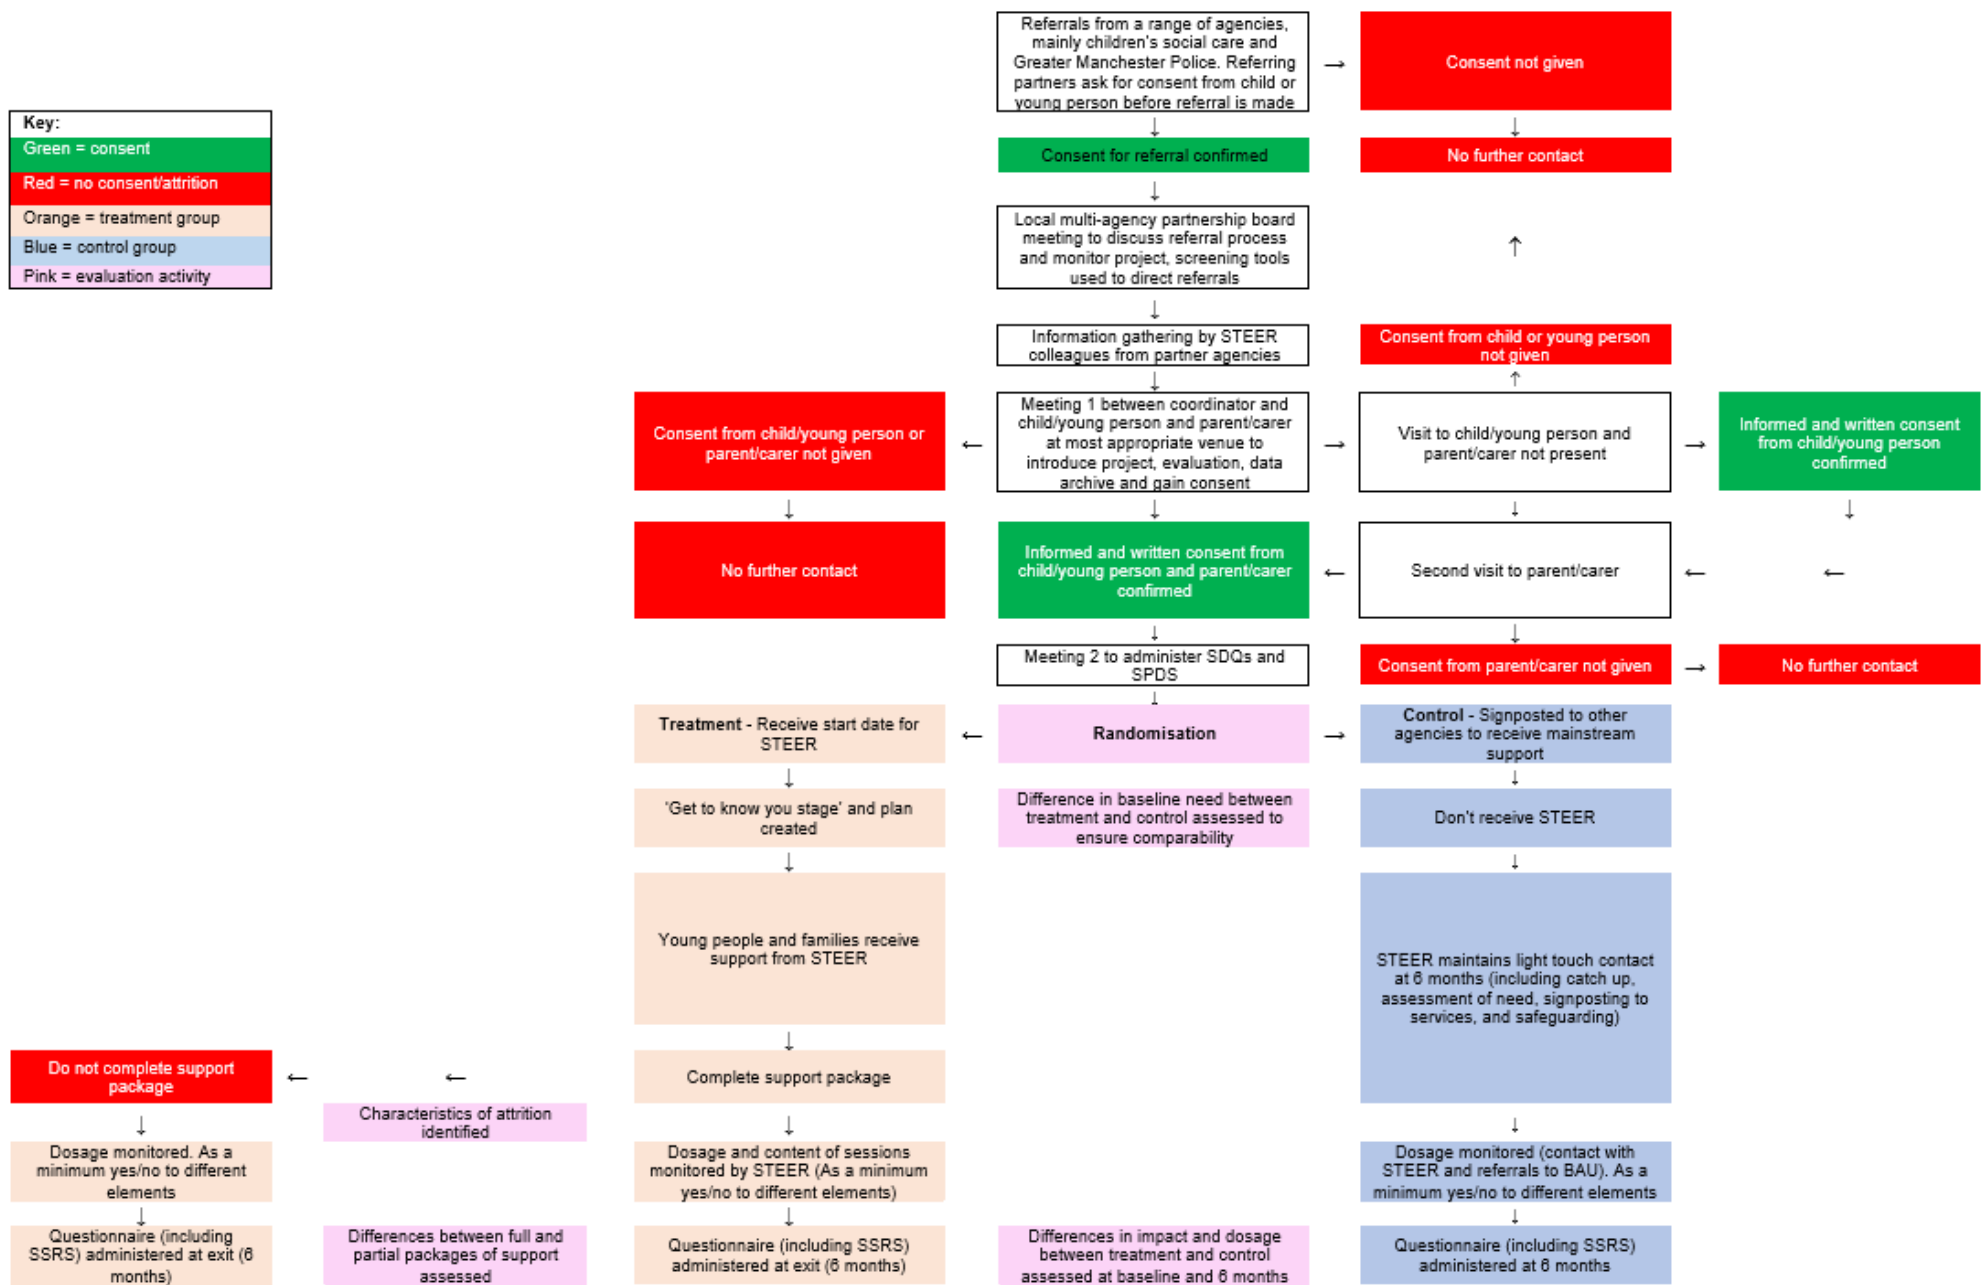 Referrals from a range of agencies,
mainly children's social care and
Greater Manchester Police. Referring
partners ask for consent from child or
young person before referral is made
→
Consent not given
Key:
Green = consent
Red = no consent/attrition
Orange = treatment group
Blue = control group
Pink = evaluation activity
↓
↓
Consent for referral confirmed
No further contact
↓
Local multi-agency partnership board
meeting to discuss referral process
and monitor project, screening tools
used to direct referrals
↑
↓
Information gathering by STEER
colleagues from partner agencies
Consent from child or young person
not given
↓
↑
Consent from child/young person or
parent/carer not given
←
Meeting 1 between coordinator and
child/young person and parent/carer
at most appropriate venue to
introduce project, evaluation, data
archive and gain consent
→
Visit to child/young person and
parent/carer not present
→
Informed and written consent
from child/young person
confirmed
↓
↓
↓
↓
No further contact
Informed and written consent from
child/young person and parent/carer
confirmed
←
Second visit to parent/carer
←
←
↓
↓
Meeting 2 to administer SDQs and
SPDS
Consent from parent/carer not given
→
No further contact
↓
Treatment - Receive start date for
STEER
←
Randomisation
→
Control - Signposted to other
agencies to receive mainstream
support
↓
↓
'Get to know you stage' and plan
created
Difference in baseline need between
treatment and control assessed to
ensure comparability
Don't receive STEER
↓
↓
Young people and families receive
support from STEER
STEER maintains light touch contact
at 6 months (including catch up,
assessment of need, signposting to
services, and safeguarding)
↓
Do not complete support
package
←
←
Complete support package
Characteristics of attrition
identified
↓
↓
↓
Dosage monitored. As a
minimum yes/no to different
elements
Dosage and content of sessions
monitored by STEER (As a minimum
yes/no to different elements)
Dosage monitored (contact with
STEER and referrals to BAU). As a
minimum yes/no to different elements
↓
↓
↓
Questionnaire (including
SSRS) administered at exit (6
months)
Differences between full and
partial packages of support
assessed
Questionnaire (including SSRS)
administered at exit (6 months)
Differences in impact and dosage
between treatment and control
assessed at baseline and 6 months
Questionnaire (including SSRS)
administered at 6 months